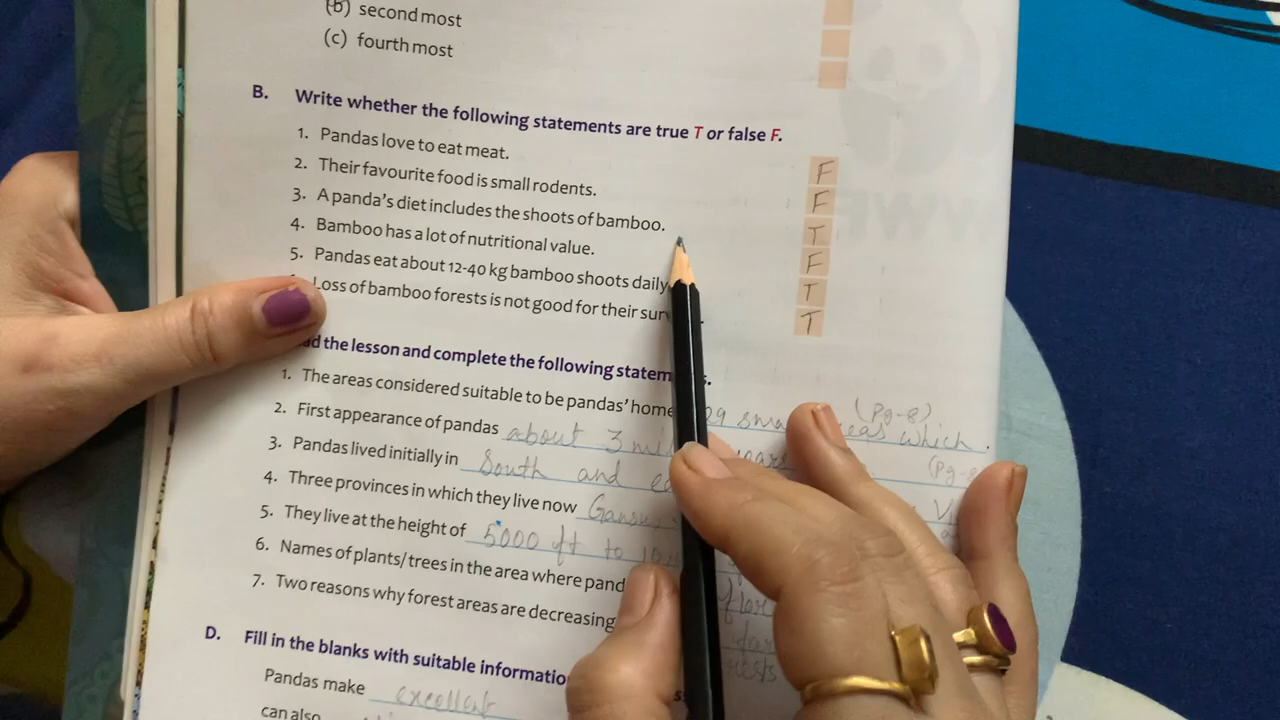 (b) second most
(c) fourth most
B. Write whether the following statements are true T or false F.
1. Pandas love to eat meat. F
2. Their favourite food is small rodents. F
3. A panda's diet includes the shoots of bamboo. T
4. Bamboo has a lot of nutritional value. F
5. Pandas eat about 12-40 kg bamboo shoots daily T
Loss of bamboo forests is not good for their T
the lesson and complete the following
1. The areas considered suitable to be pandas' home 29 which .
(Pg-8)
2. First appearance of pandas about 3
3. Pandas lived initially in South and
4. Three provinces in which they live now Gansu
5. They live at the height of 5000 ft to
6. Names of plants/trees in the area where
7. Two reasons why forest areas are decreasing
D. Fill in the blanks with suitable
Pandas make
can also